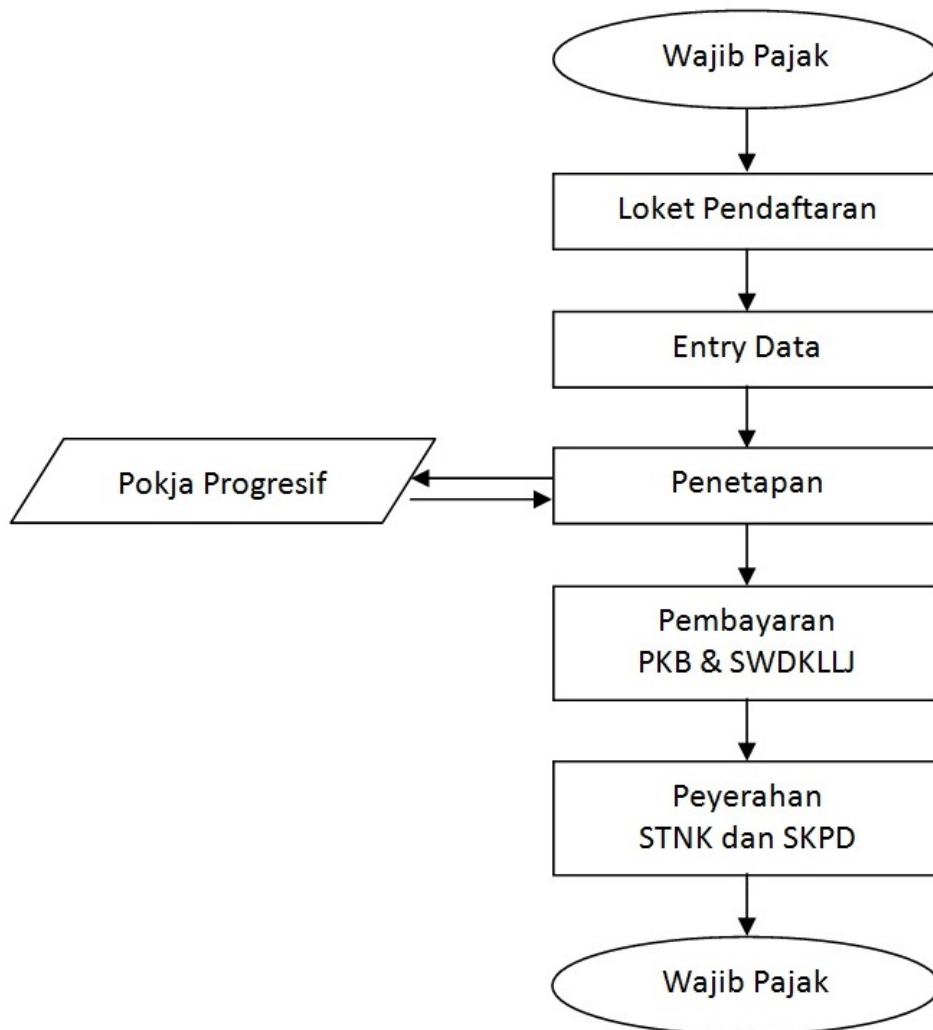 Wajib Pajak
Loket Pendaftaran
Entry Data
Pokja Progresif
Penetapan
Pembayaran
PKB & SWDKLLJ
Peyerahan
STNK dan SKPD
Wajib Pajak